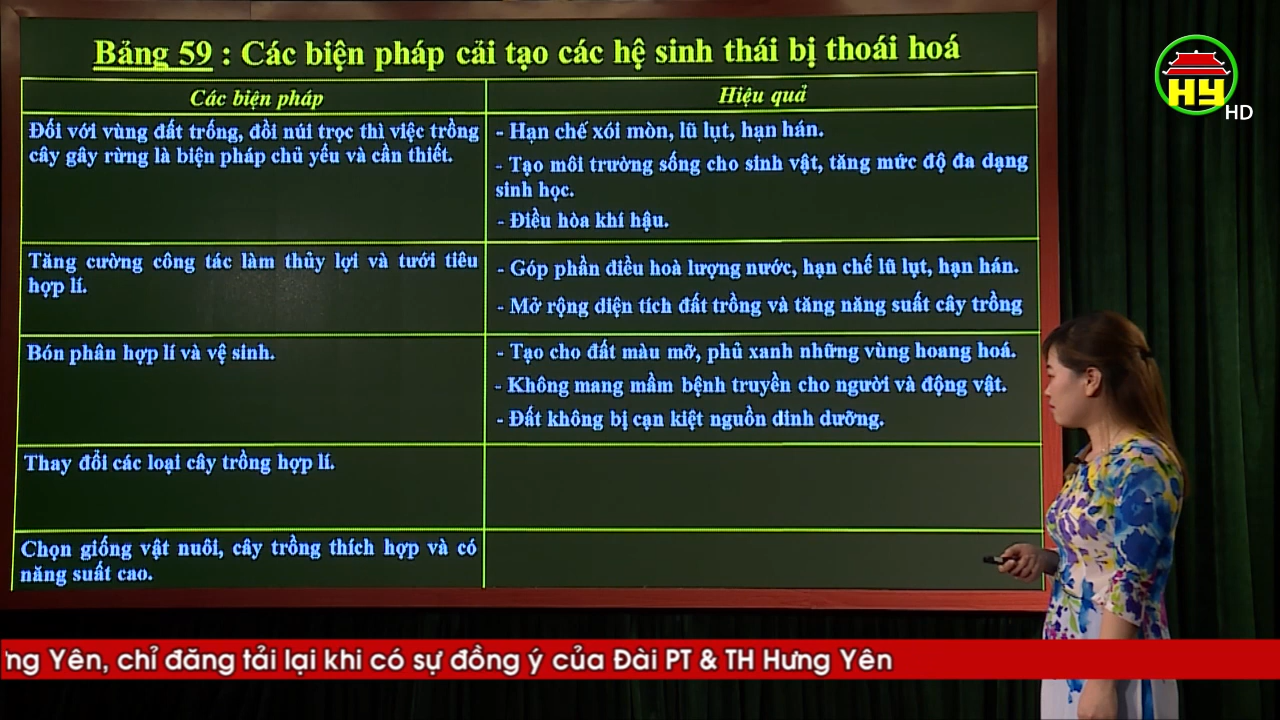 Bảng 59 : Các biện pháp cải tạo các hệ sinh thái bị thoái hoá
Các biện pháp
Hiệu quả
Đối với vùng đất trống, đồi núi trọc thì việc trồng
cây gây rừng là biện pháp chủ yếu và cần thiết.
- Hạn chế xói mòn, lũ lụt, hạn hán.
- Tạo môi trường sống cho sinh vật, tăng mức độ đa dạng
sinh học.
- Điều hòa khí hậu.
Tăng cường công tác làm thủy lợi và tưới tiêu
hợp lí.
- Góp phần điều hoà lượng nước, hạn chế lũ lụt, hạn hán.
- Mở rộng diện tích đất trồng và tăng năng suất cây trồng
Bón phân hợp lí và vệ sinh.
- Tạo cho đất màu mỡ, phủ xanh những vùng hoang hoá.
- Không mang mầm bệnh truyền cho người và động vật.
- Đất không bị cạn kiệt nguồn dinh dưỡng.
Thay đổi các loại cây trồng hợp lí.
Chọn giống vật nuôi, cây trồng thích hợp và có
năng suất cao.
HY
HD
ưng Yên, chỉ đăng tải lại khi có sự đồng ý của Đài PT & TH Hưng Yên